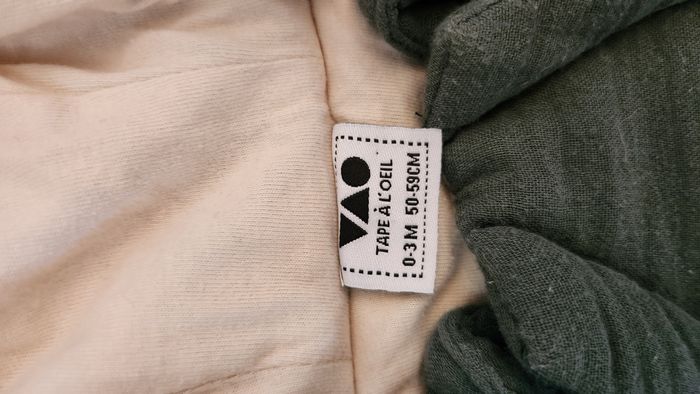 TAPE À L'OEIL
0-3 M 50-59CM